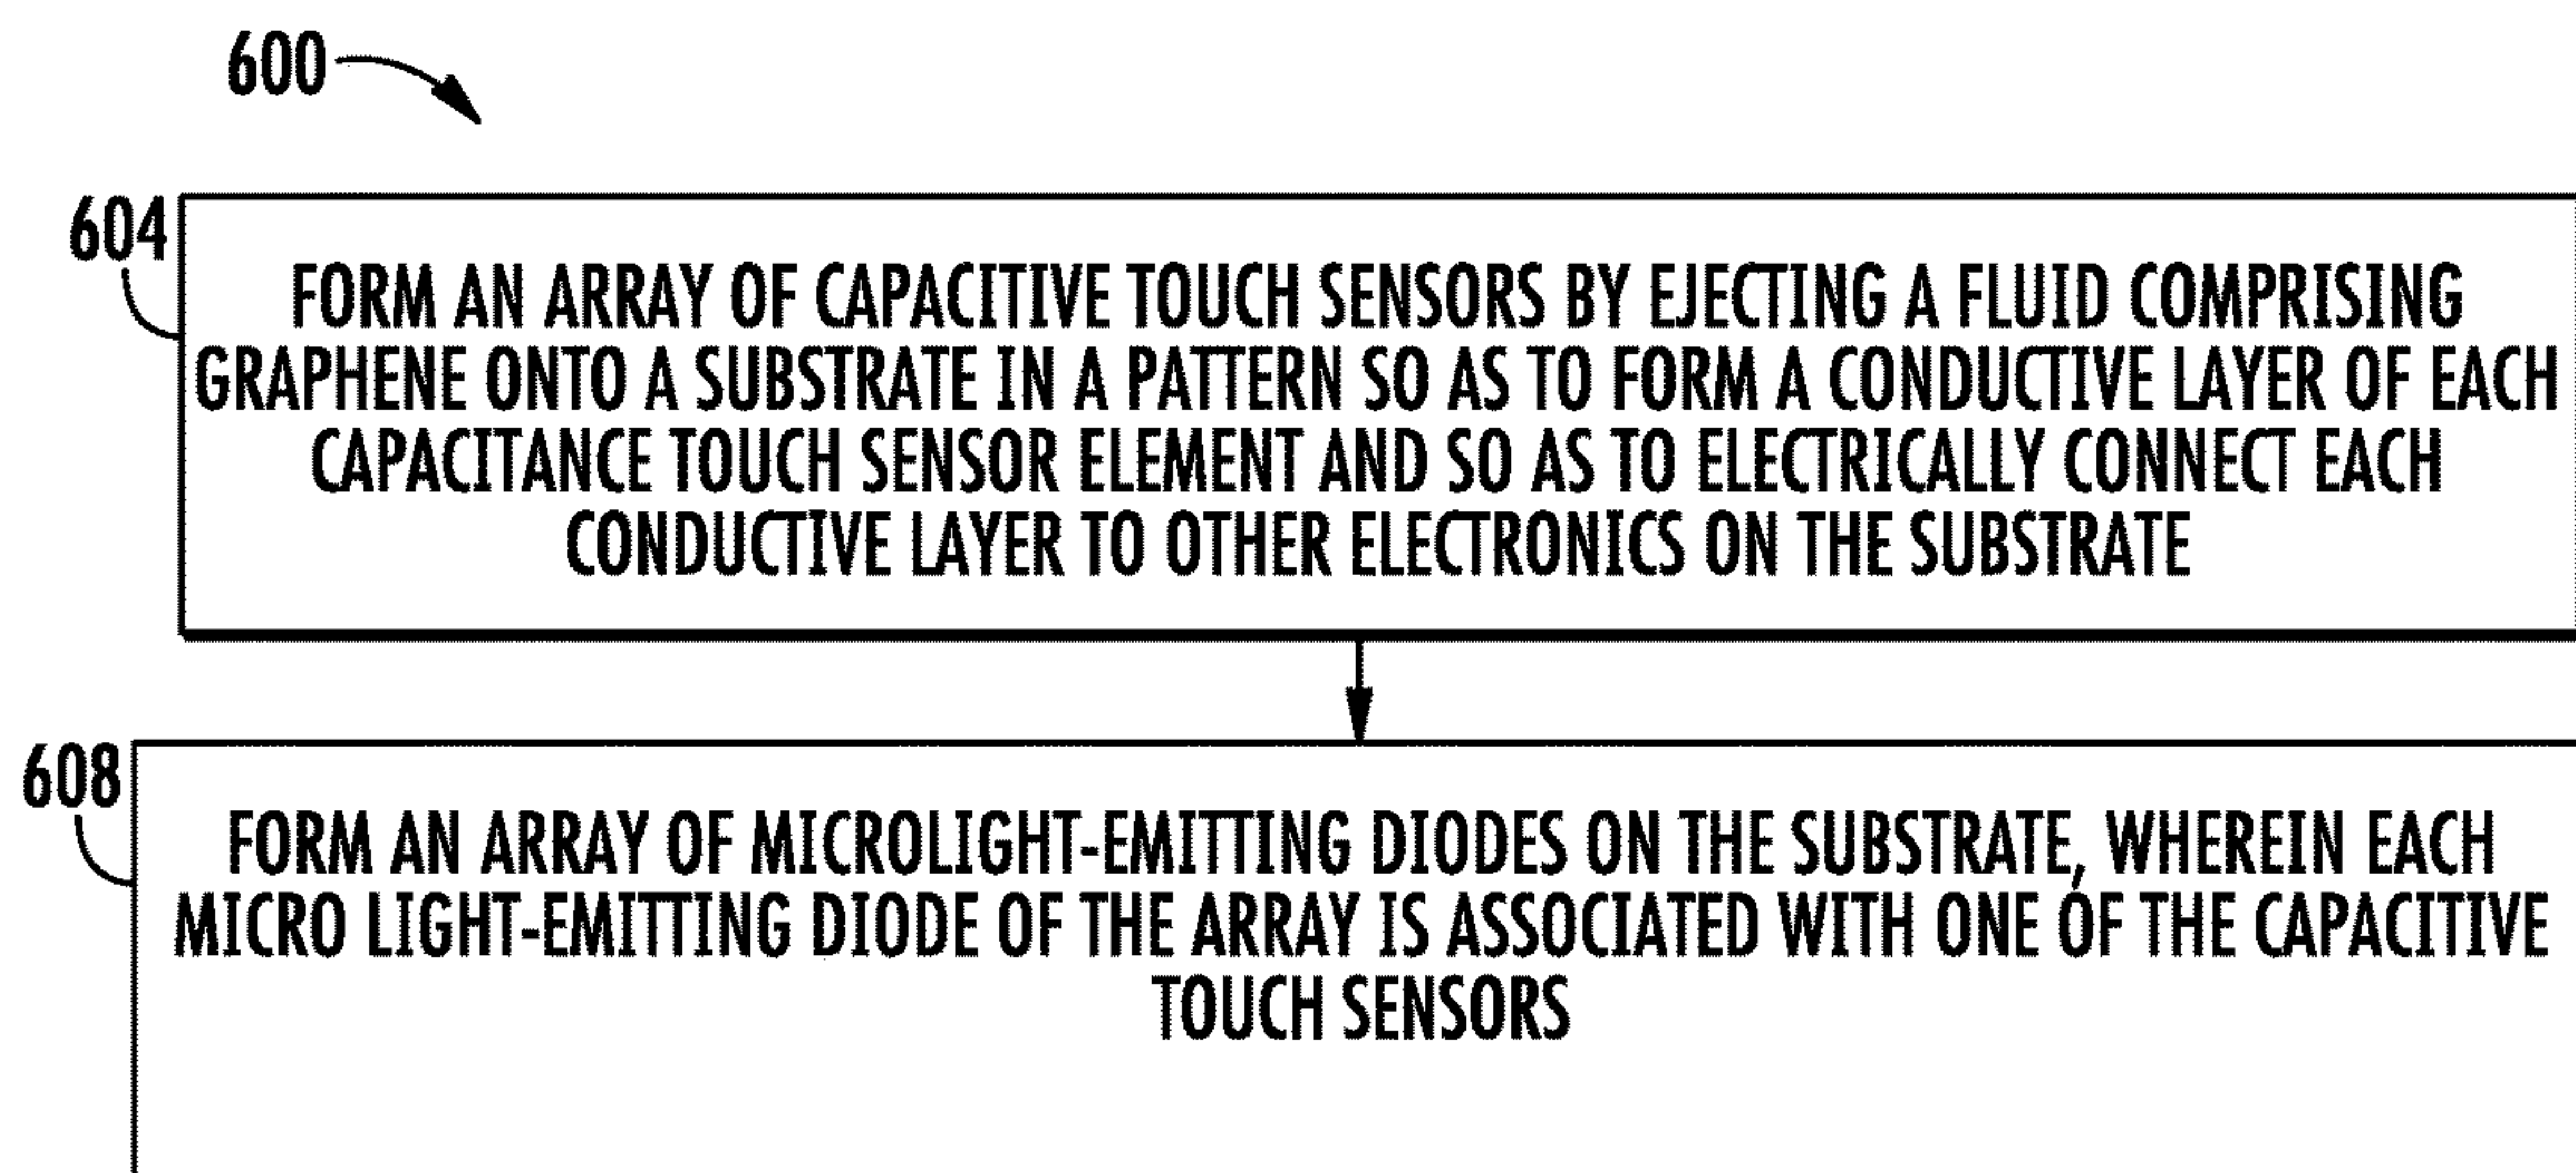 600
604
FORM AN ARRAY OF CAPACITIVE TOUCH SENSORS BY EJECTING A FLUID COMPRISING
GRAPHENE ONTO A SUBSTRATE IN A PATTERN SO AS TO FORM A CONDUCTIVE LAYER OF EACH
CAPACITANCE TOUCH SENSOR ELEMENT AND SO AS TO ELECTRICALLY CONNECT EACH
CONDUCTIVE LAYER TO OTHER ELECTRONICS ON THE SUBSTRATE
608
FORM AN ARRAY OF MICROLIGHT-EMITTING DIODES ON THE SUBSTRATE, WHEREIN EACH
MICRO LIGHT-EMITTING DIODE OF THE ARRAY IS ASSOCIATED WITH ONE OF THE CAPACITIVE
TOUCH SENSORS